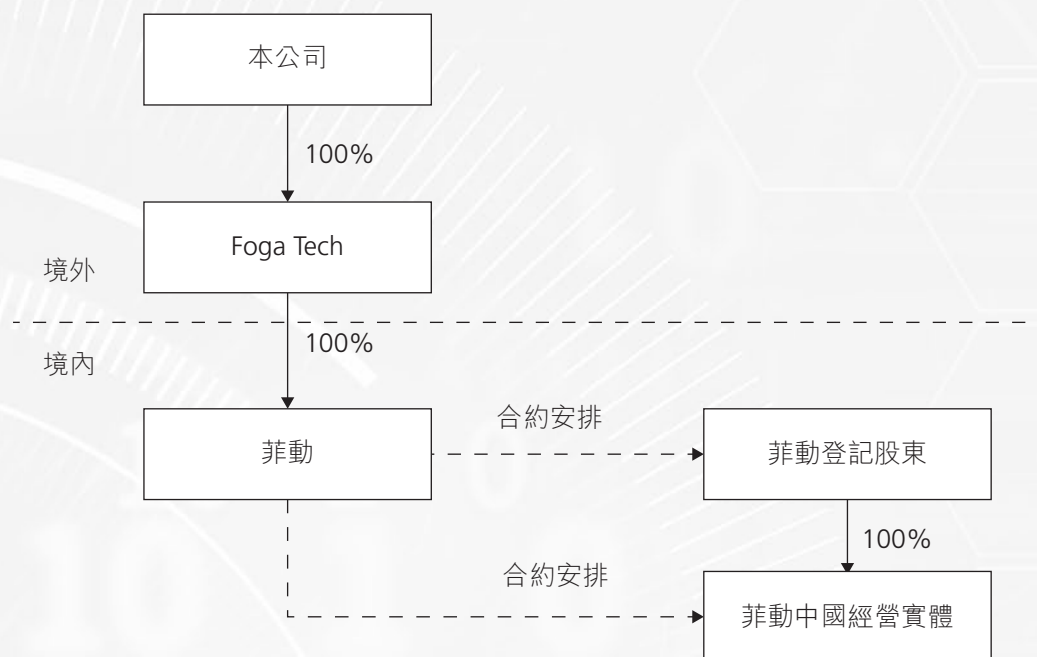 本公司
100%
Foga Tech
境外
100%
境內
合約安排
菲動
菲動登記股東
100%
合約安排
菲動中國經營實體